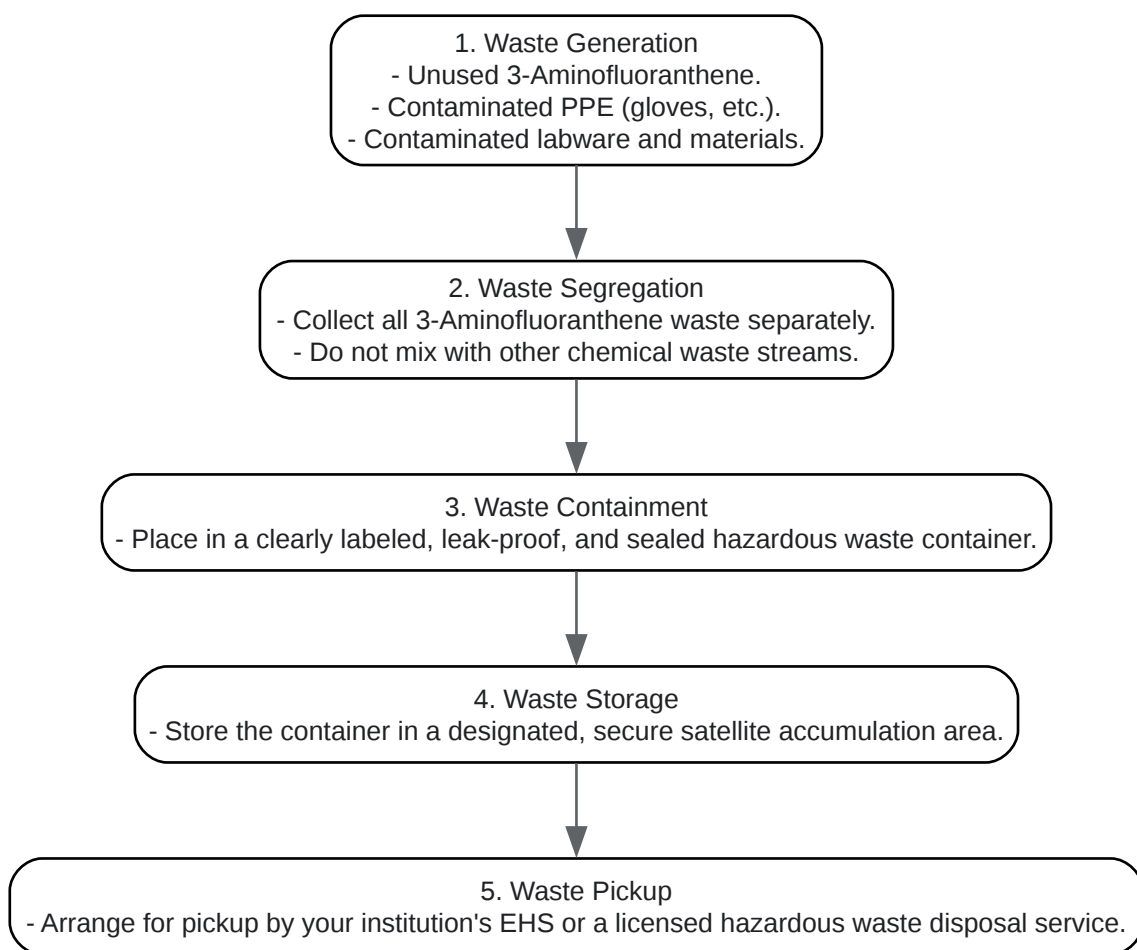 1. Waste Generation
- Unused 3-Aminofluoranthene.
- Contaminated PPE (gloves, etc.).
- Contaminated labware and materials.
2. Waste Segregation
- Collect all 3-Aminofluoranthene waste separately.
- Do not mix with other chemical waste streams.
3. Waste Containment
- Place in a clearly labeled, leak-proof, and sealed hazardous waste container.
4. Waste Storage
- Store the container in a designated, secure satellite accumulation area.
5. Waste Pickup
- Arrange for pickup by your institution's EHS or a licensed hazardous waste disposal service.